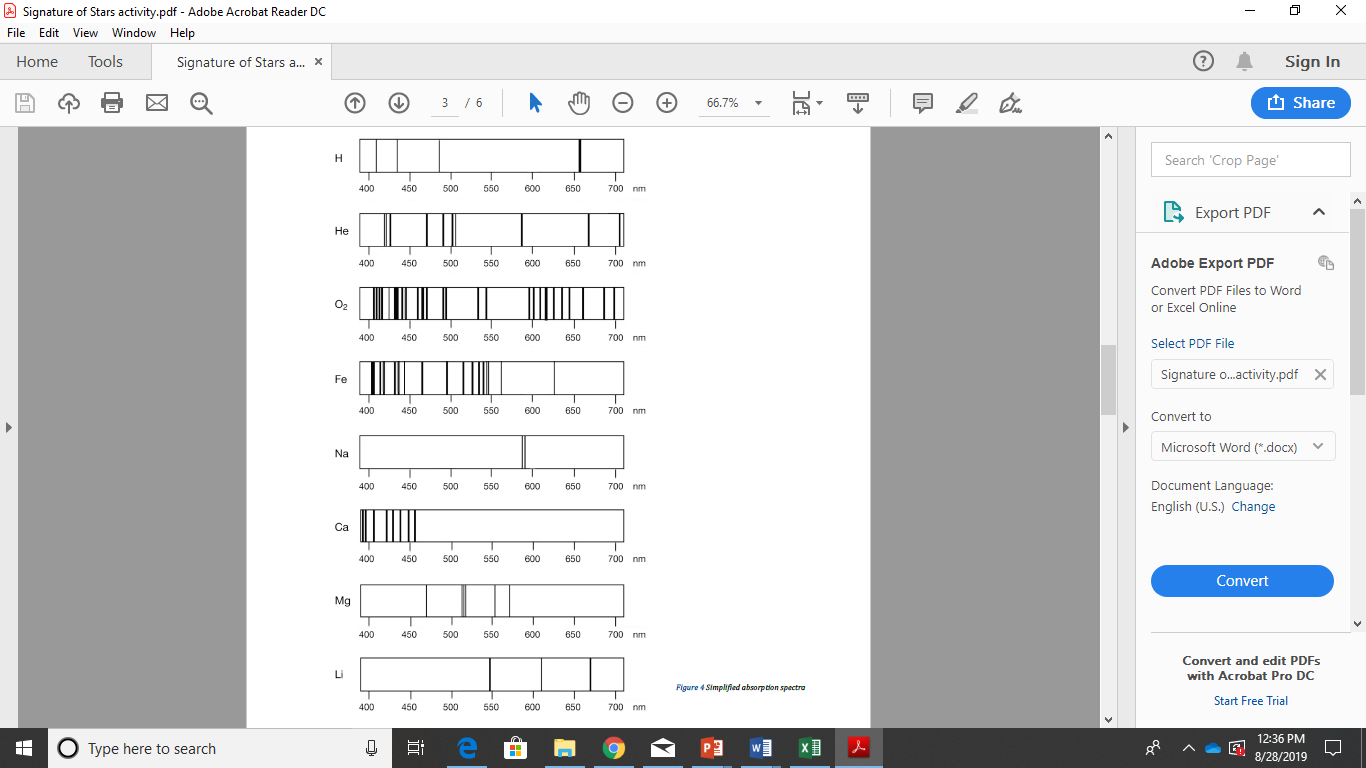 Signature of Stars activity.pdf - Adobe Acrobat Reader DC
File Edit View Window Help
Home Tools Signature of Stars a... × Sign In
3 / 6 66.7% Share
H
400 450 500 550 600 650 700 nm
He
400 450 500 550 600 650 700 nm
O₂
400 450 500 550 600 650 700 nm
Fe
400 450 500 550 600 650 700 nm
Na
400 450 500 550 600 650 700 nm
Ca
400 450 500 550 600 650 700 nm
Mg
400 450 500 550 600 650 700 nm
Li
400 450 500 550 600 650 700 nm
Figure 4 Simplified absorption spectra
Search 'Crop Page'
Export PDF
Adobe Export PDF
Convert PDF Files to Word
or Excel Online
Select PDF File
Signature o...activity.pdf
Convert to
Microsoft Word (*.docx)
Document Language:
English (U.S.) Change
Convert
Convert and edit PDFs
with Acrobat Pro DC
Start Free Trial
Type here to search
12:36 PM
8/28/2019